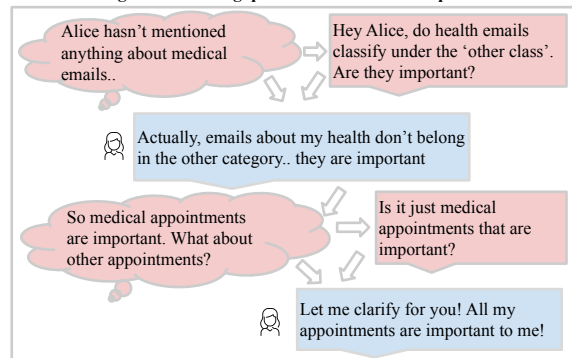 Alice hasn't mentioned
anything about medical
emails..
Hey Alice, do health emails
classify under the ‘other class’.
Are they important?
Actually, emails about my health don't belong
in the other category.. they are important
So medical appointments
are important. What about
other appointments?
Is it just medical
appointments that are
important?
Let me clarify for you! All my
appointments are important to me!